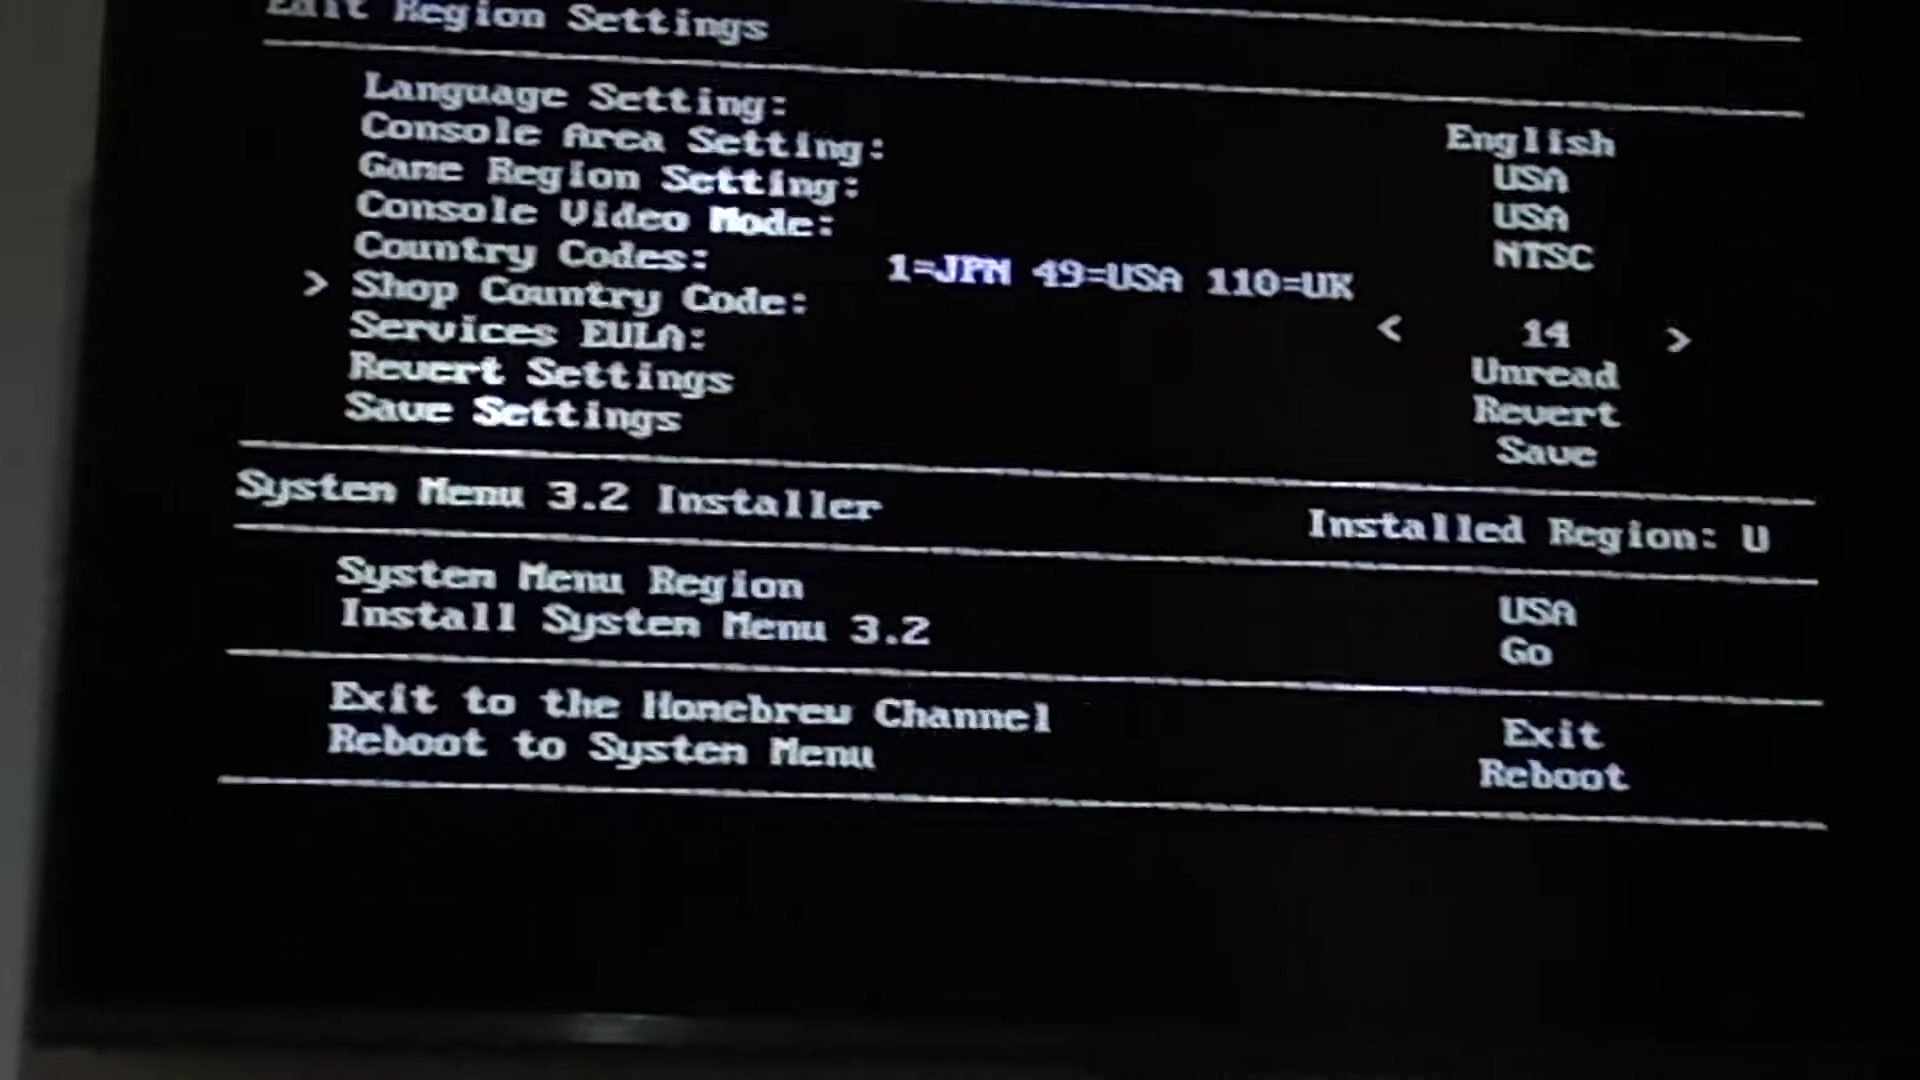 Edit Region Settings
Language Setting: English
Console Area Setting: USA
Game Region Setting: USA
Console Video Mode: NTSC
Country Codes: 1=JPN 49=USA 110=UK
> Shop Country Code: < 14 >
Services EULA: Unread
Revert Settings Revert
Save Settings Save
System Menu 3.2 Installer Installed Region: U
System Menu Region USA
Install System Menu 3.2 Go
Exit to the Homebrew Channel Exit
Reboot to System Menu Reboot